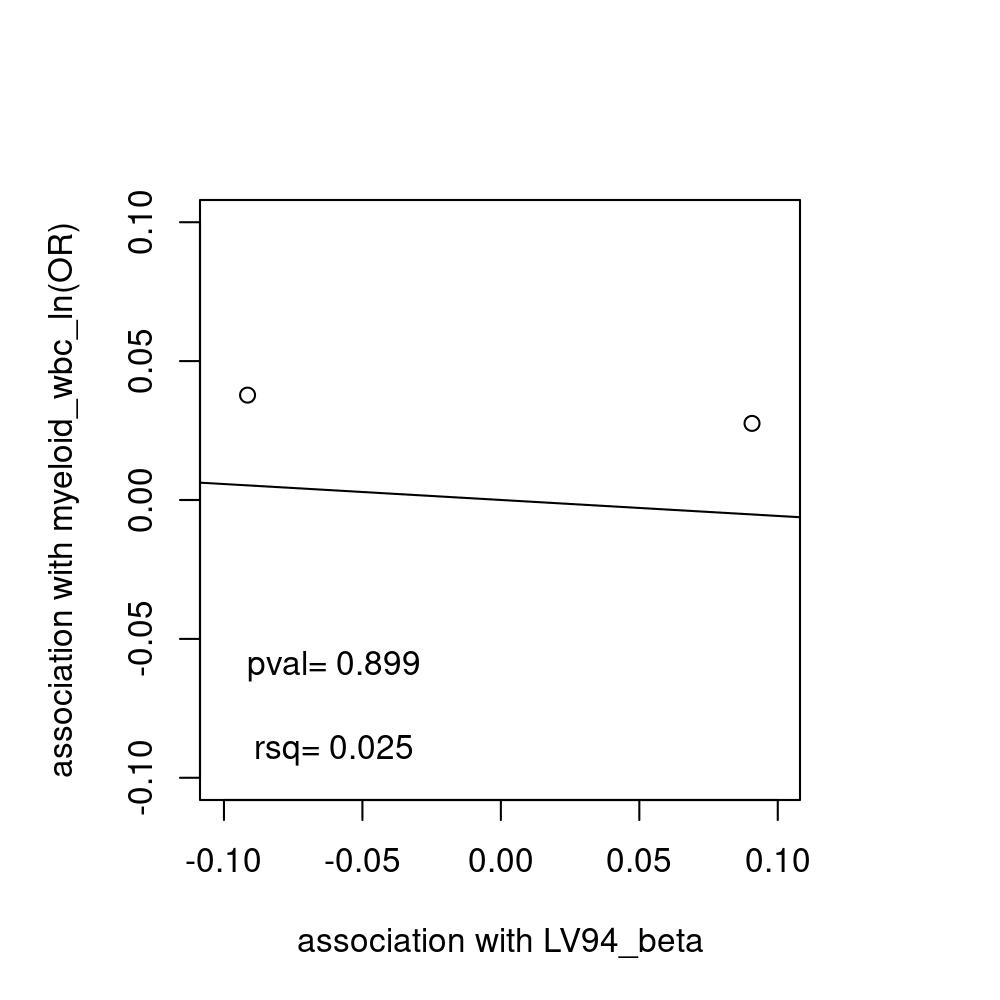 association with myeloid_wbc_ln(OR)
0.10
0.05
0.00
-0.05
-0.10
pval= 0.899
rsq= 0.025
-0.10 -0.05 0.00 0.05 0.10
association with LV94_beta